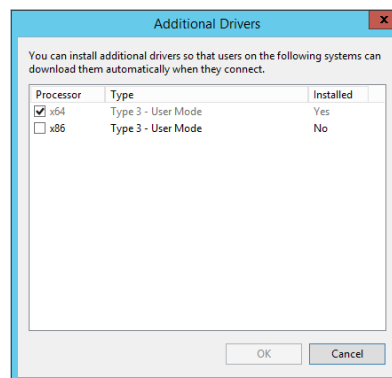 Additional Drivers
x
You can install additional drivers so that users on the following systems can
download them automatically when they connect.
Processor Type Installed
x64 Type 3 - User Mode Yes
x86 Type 3 - User Mode No
OK Cancel